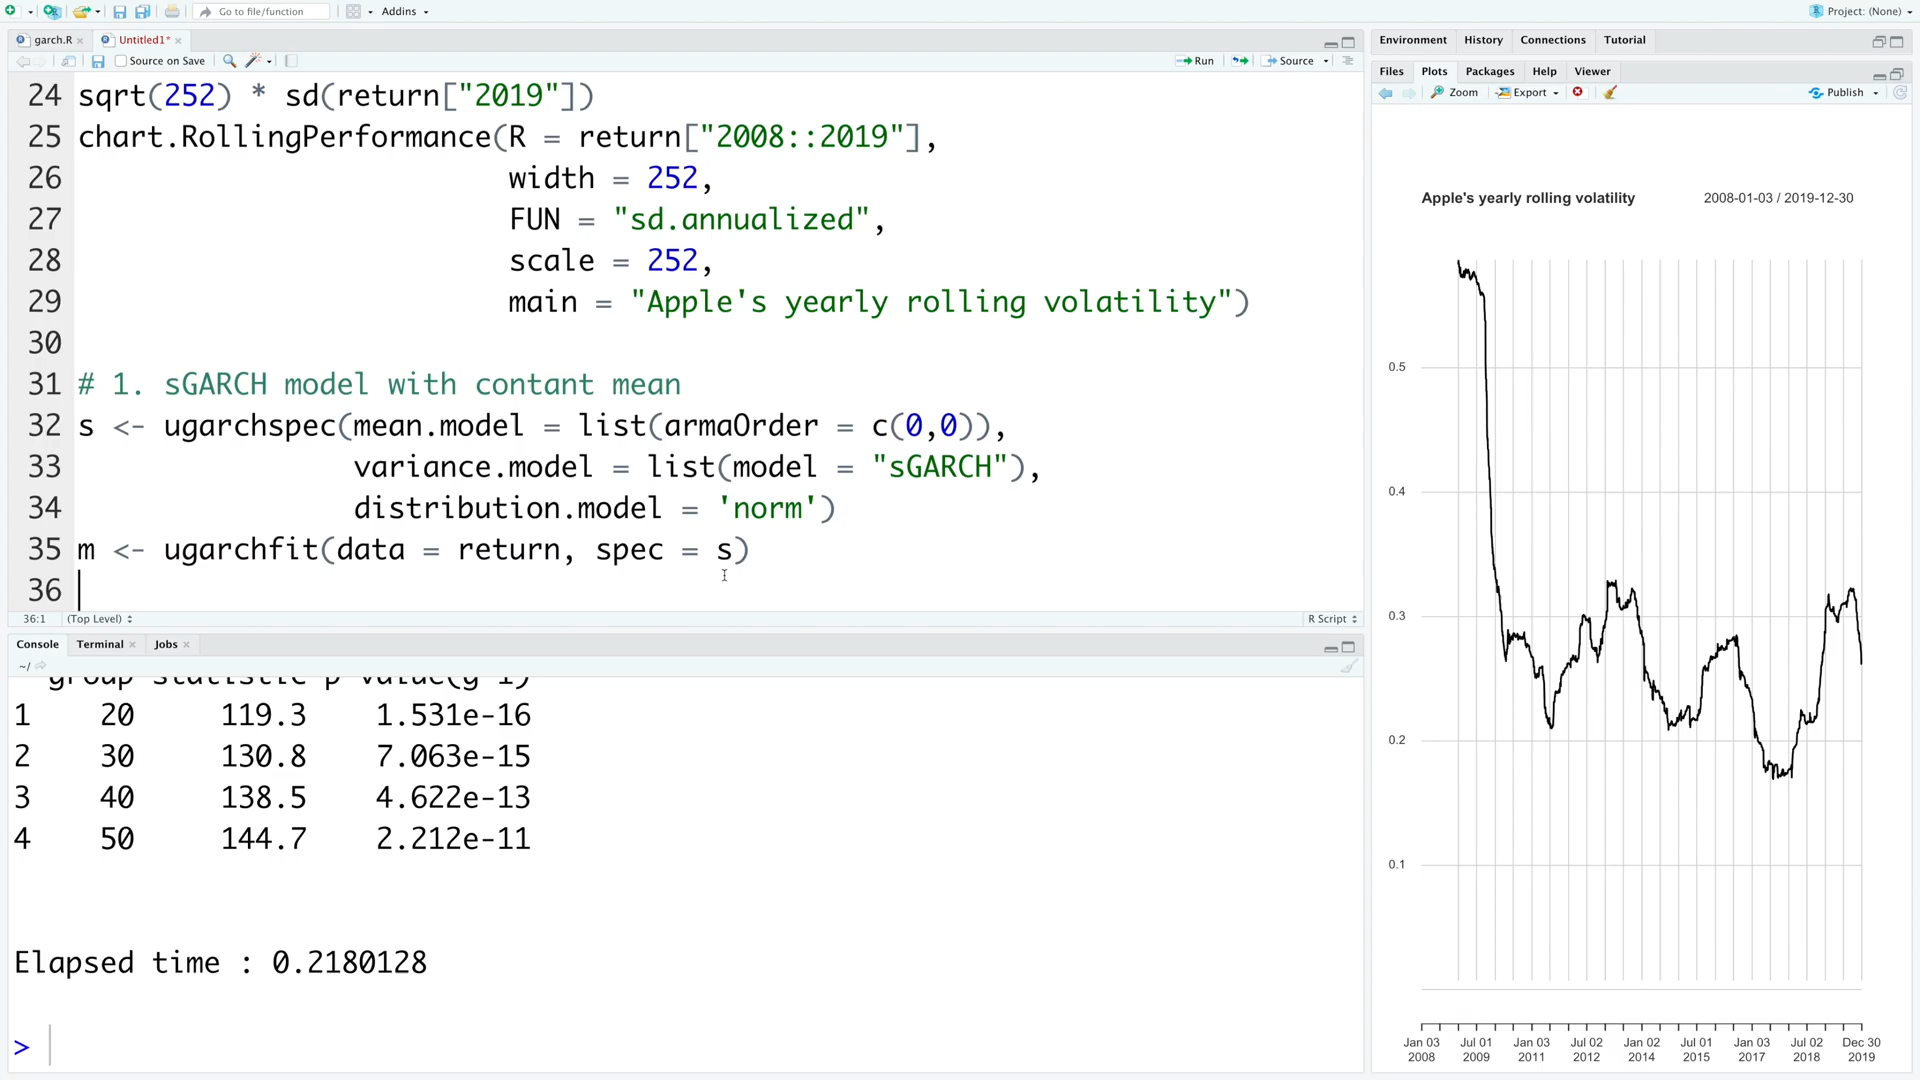 Go to file/function
Addins
Project: (None)
garch.R
Untitled1*
Source on Save
Run
Source
24 sqrt(252) * sd(return["2019"])
25 chart.RollingPerformance(R = return["2008::2019"],
26 width = 252,
27 FUN = "sd.annualized",
28 scale = 252,
29 main = "Apple's yearly rolling volatility")
30
31 # 1. sGARCH model with contant mean
32 s <- ugarchspec(mean.model = list(armaOrder = c(0,0)),
33 variance.model = list(model = "sGARCH"),
34 distribution.model = 'norm')
35 m <- ugarchfit(data = return, spec = s)
36
36:1 (Top Level) R Script
Console Terminal Jobs
~/
group statistic p-value(g-1)
1 20 119.3 1.531e-16
2 30 130.8 7.063e-15
3 40 138.5 4.622e-13
4 50 144.7 2.212e-11
Elapsed time : 0.2180128
>
Environment History Connections Tutorial
Files Plots Packages Help Viewer
Zoom Export Publish
Apple's yearly rolling volatility 2008-01-03 / 2019-12-30
0.5
0.4
0.3
0.2
0.1
Jan 03 Jul 01 Jan 03 Jul 02 Jan 02 Jul 01 Jan 03 Jul 02 Dec 30
2008 2009 2011 2012 2014 2015 2017 2018 2019